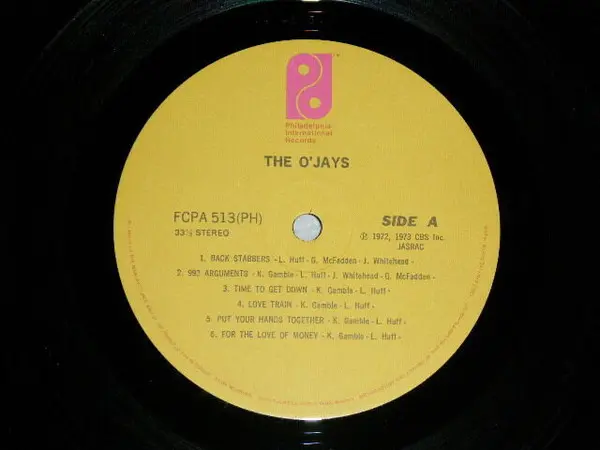 Philadelphia
International
Records
THE O'JAYS
FCPA 513(PH)
33⅓ STEREO
SIDE A
℗ 1972, 1973 CBS Inc.
JASRAC
1. BACK STABBERS - L. Huff - G. McFadden - J. Whitehead -
2. 992 ARGUMENTS - K. Gamble - L. Huff - J. Whitehead - G. McFadden -
3. TIME TO GET DOWN - K. Gamble - L. Huff -
4. LOVE TRAIN - K. Gamble - L. Huff -
5. PUT YOUR HANDS TOGETHER - K. Gamble - L. Huff -
6. FOR THE LOVE OF MONEY - K. Gamble - L. Huff -